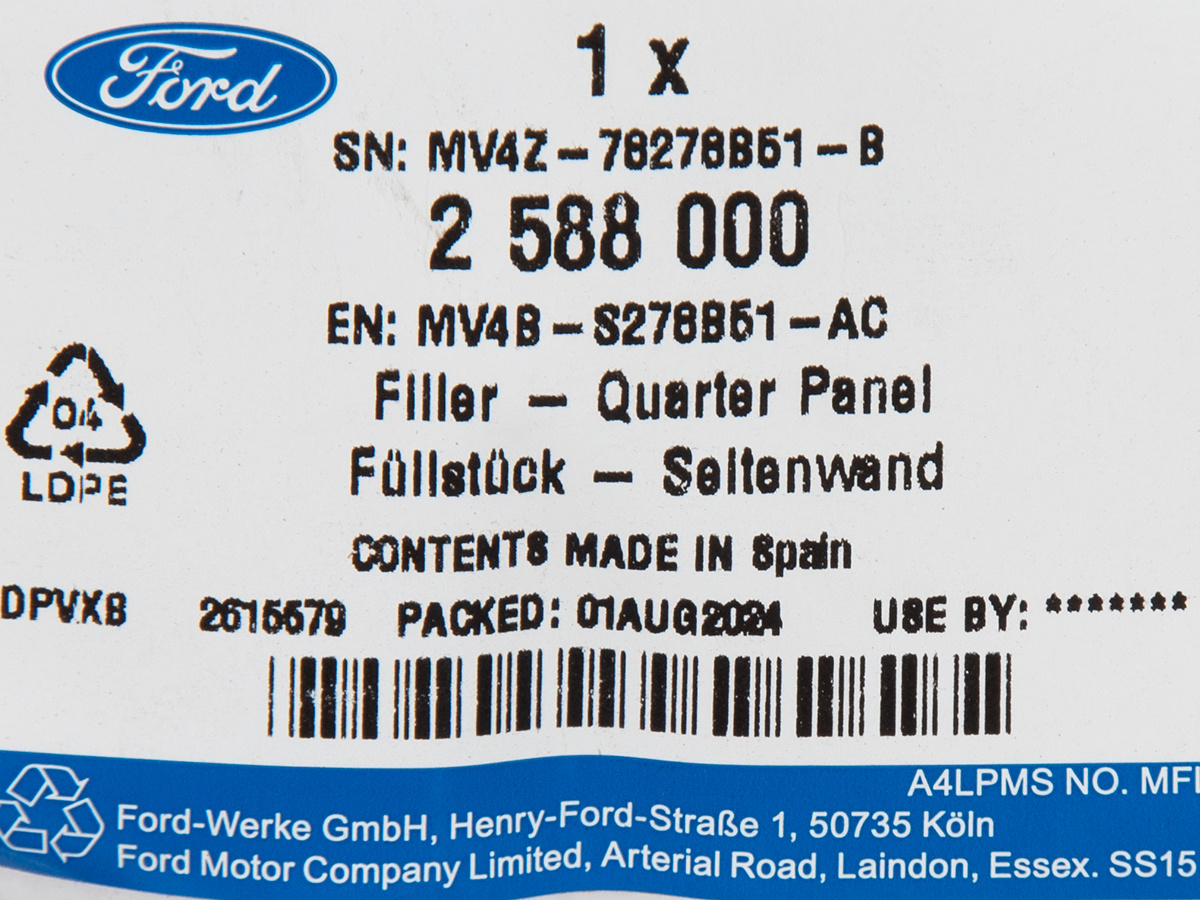 Ford
1 x
SN: MV4Z-78278B51-B
2 588 000
EN: MV4B-S278B51-AC
Filler - Quarter Panel
Füllstück - Seitenwand
04
LDPE
CONTENTS MADE IN Spain
DPVXB 2615579 PACKED: 01AUG2024 USE BY: *******
A4LPMS NO. MFL
Ford-Werke GmbH, Henry-Ford-Straße 1, 50735 Köln
Ford Motor Company Limited, Arterial Road, Laindon, Essex. SS15